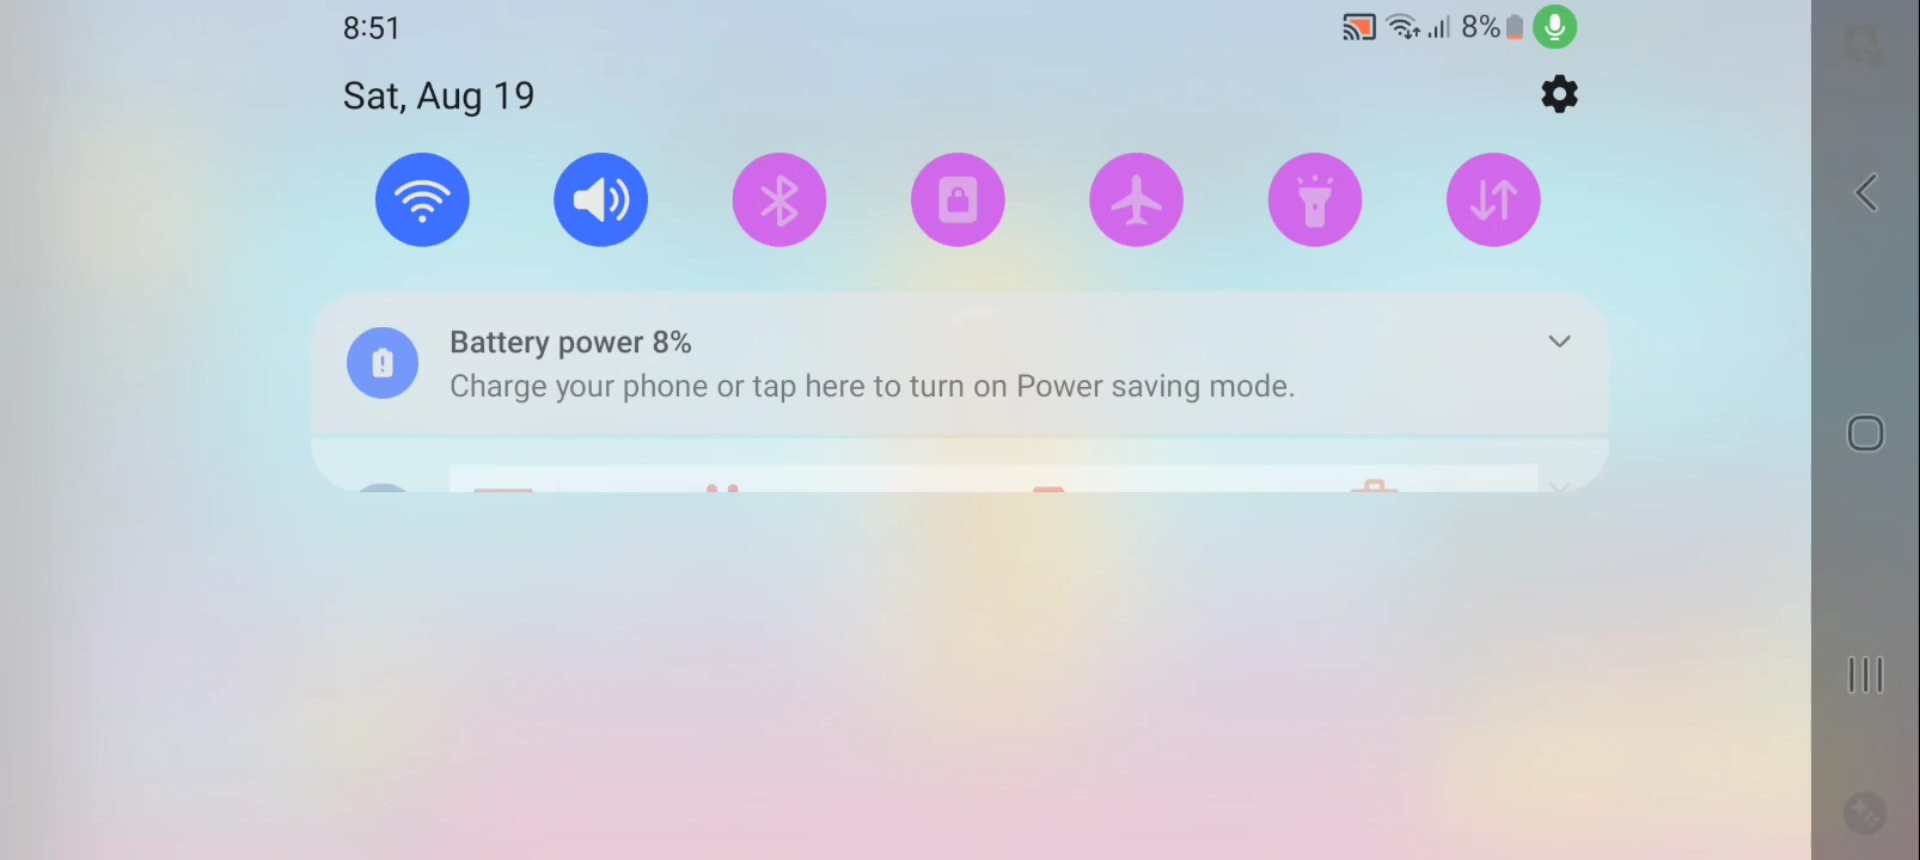 8:51
8%
Sat, Aug 19
Battery power 8%
Charge your phone or tap here to turn on Power saving mode.